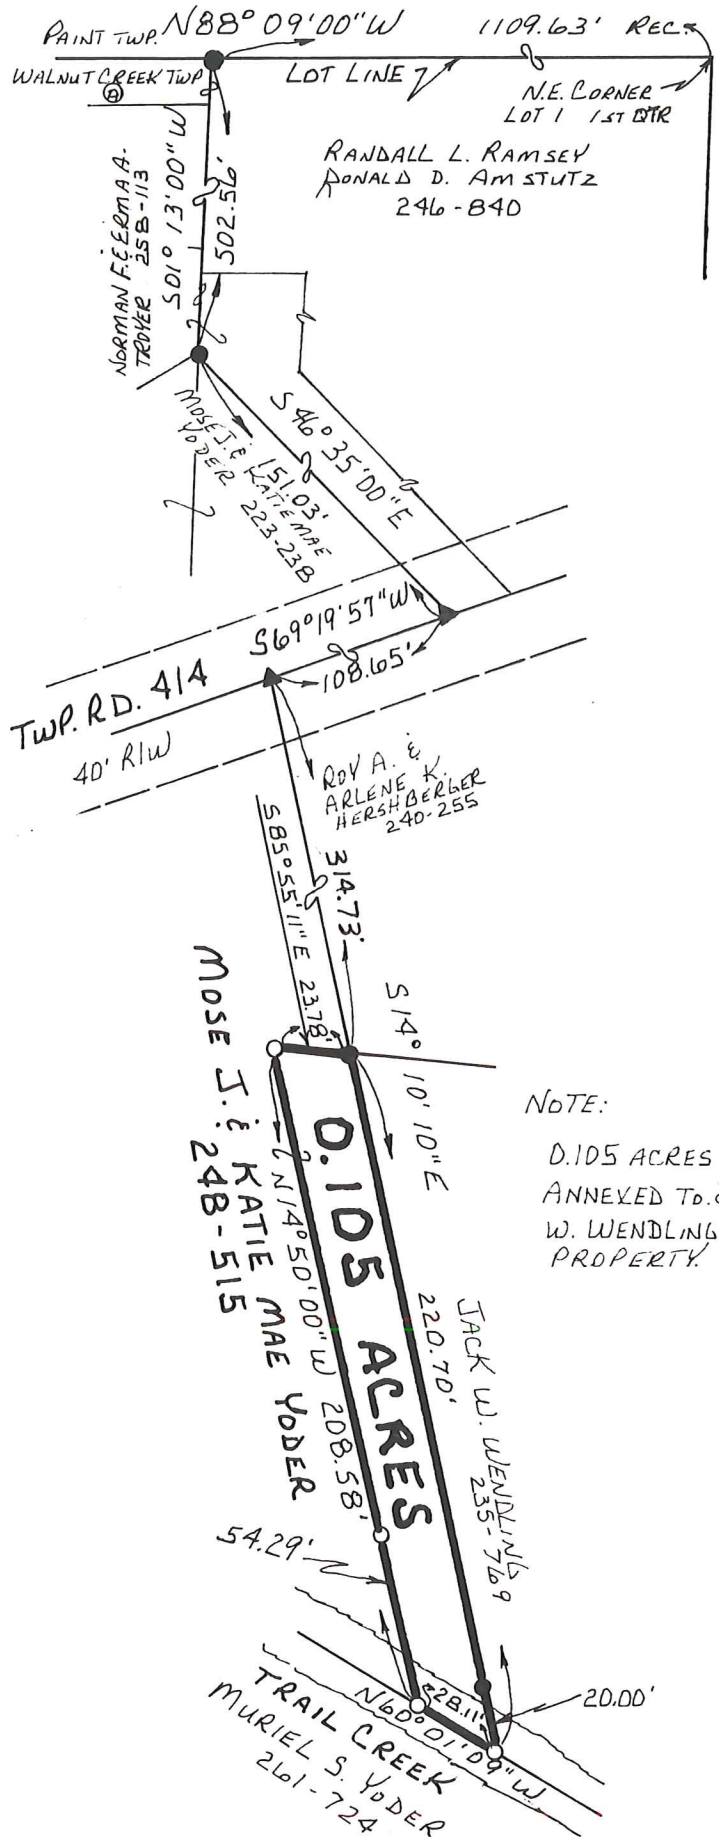 PAINT TWP.
N88° 09'00"W
1109.63' REC.
WALNUT CREEK TWP
A
LOT LINE
N.E. CORNER
LOT 1 1ST QTR
RANDALL L. RAMSEY
RONALD D. AMSTUTZ
246-840
NORMAN F. & ERMA A.
TROYER 258-113
S01° 13'00"W
502.56'
MOSE J. &
KATIE MAE
YODER 223-238
151.03'
S46° 35'00"E
S69°19'57"W
108.65'
TWP. RD. 414
40' R/W
ROY A. &
ARLENE K.
HERSHBERGER
240-255
S85°55'11"E 23.78'
314.73'
S14° 10' 10"E
220.70'
MOSE J. & KATIE MAE YODER
248-515
N14°50'00"W 208.58'
0.105 ACRES
NOTE:
0.105 ACRES
ANNEXED TO
W. WENDLING
PROPERTY.
JACK W. WENDLING
235-769
54.29'
28.11'
20.00'
N60°01'09"W
TRAIL CREEK
MURIEL S. YODER
261-724